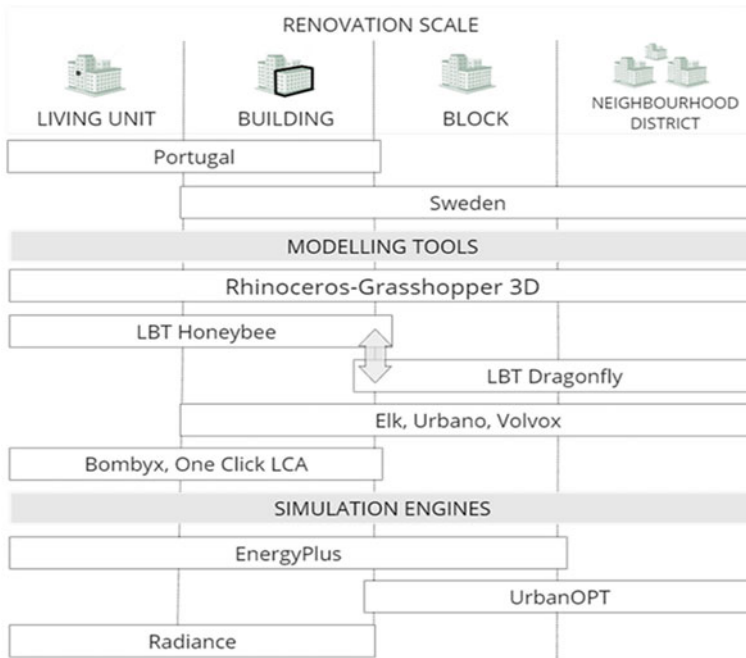 RENOVATION SCALE
LIVING UNIT
BUILDING
BLOCK
NEIGHBOURHOOD
DISTRICT
Portugal
Sweden
MODELLING TOOLS
Rhinoceros-Grasshopper 3D
LBT Honeybee
LBT Dragonfly
Elk, Urbano, Volvox
Bombyx, One Click LCA
SIMULATION ENGINES
EnergyPlus
UrbanOPT
Radiance